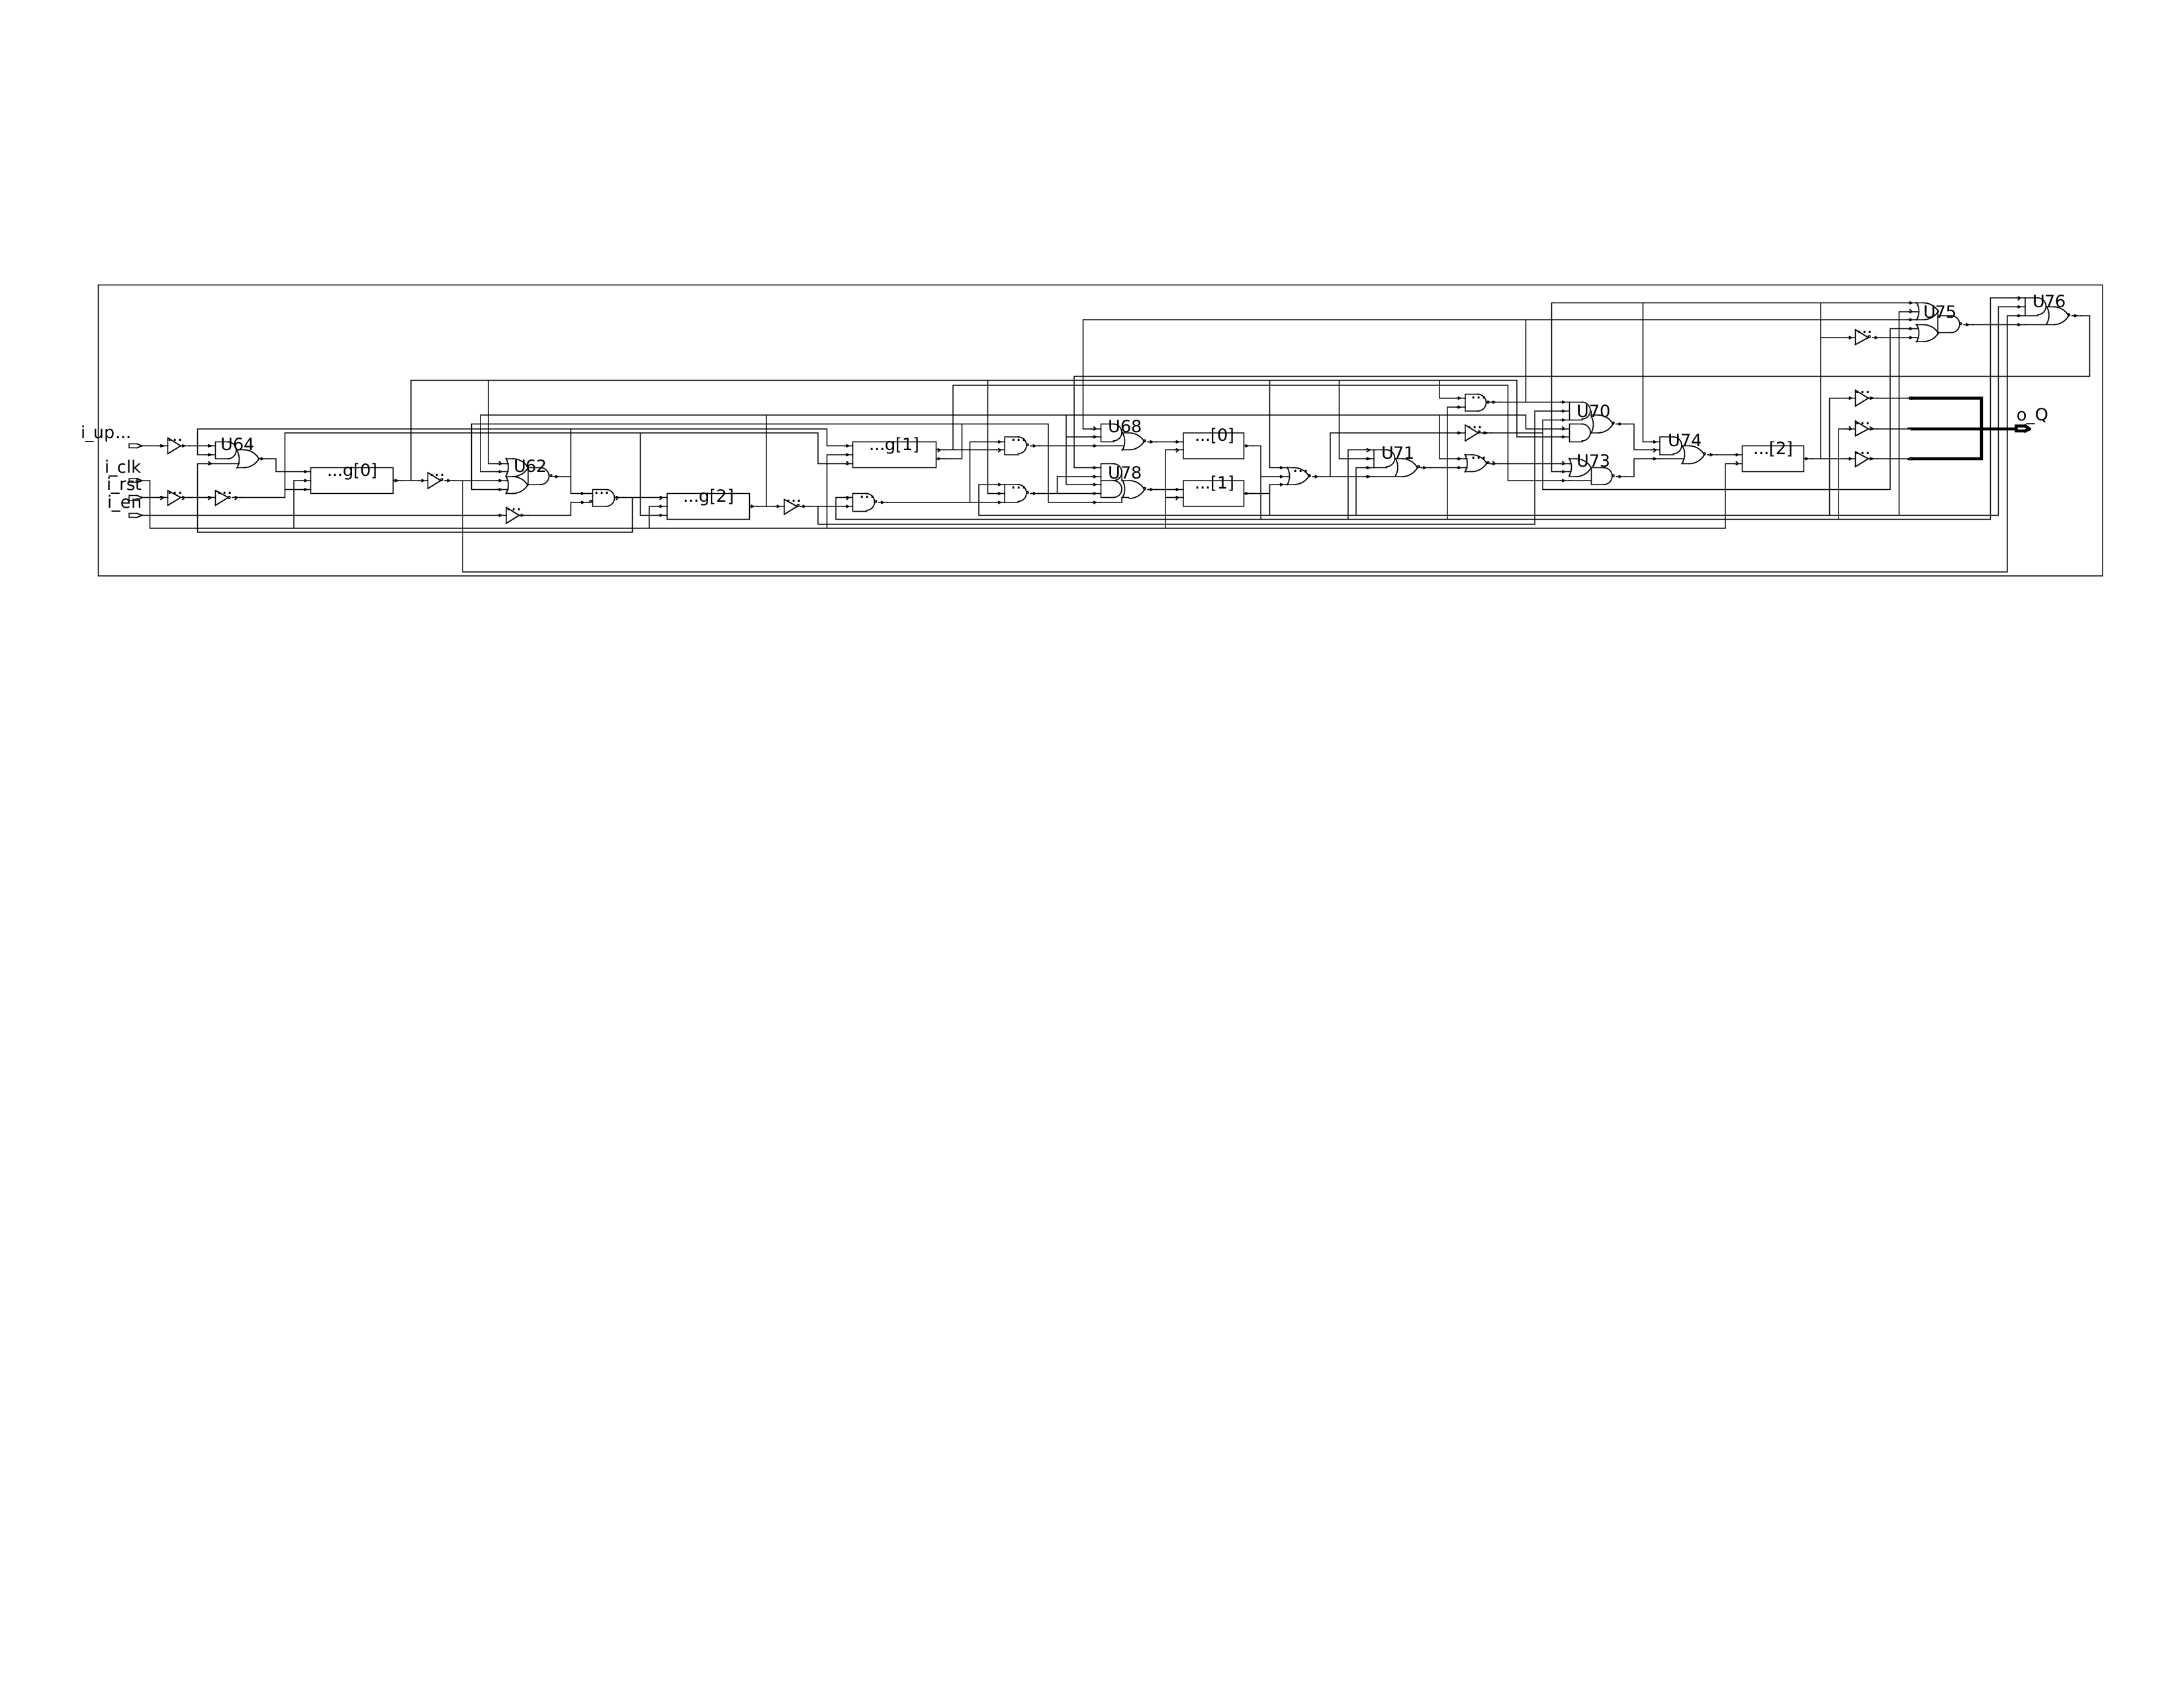 U76
U75
U70
o_Q
i_up...
U68
...[0]
U64
...g[1]
U74
U71
...[2]
i_clk
U62
U73
...g[0]
U78
i_rst
...[1]
...g[2]
i_en